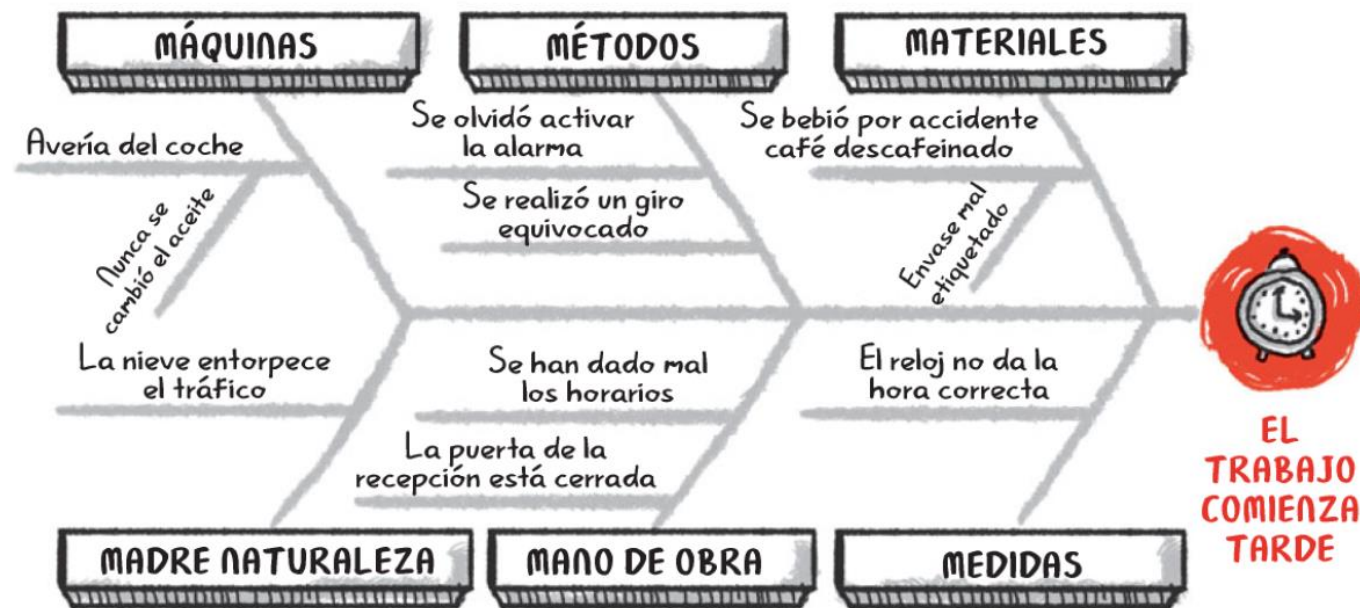 MÁQUINAS
MÉTODOS
MATERIALES
Avería del coche
Nunca se
cambió el aceite
Se olvidó activar
la alarma
Se realizó un giro
equivocado
Se bebió por accidente
café descafeinado
Envase mal
etiquetado
La nieve entorpece
el tráfico
Se han dado mal
los horarios
La puerta de la
recepción está cerrada
El reloj no da la
hora correcta
EL
TRABAJO
COMIENZA
TARDE
MADRE NATURALEZA
MANO DE OBRA
MEDIDAS